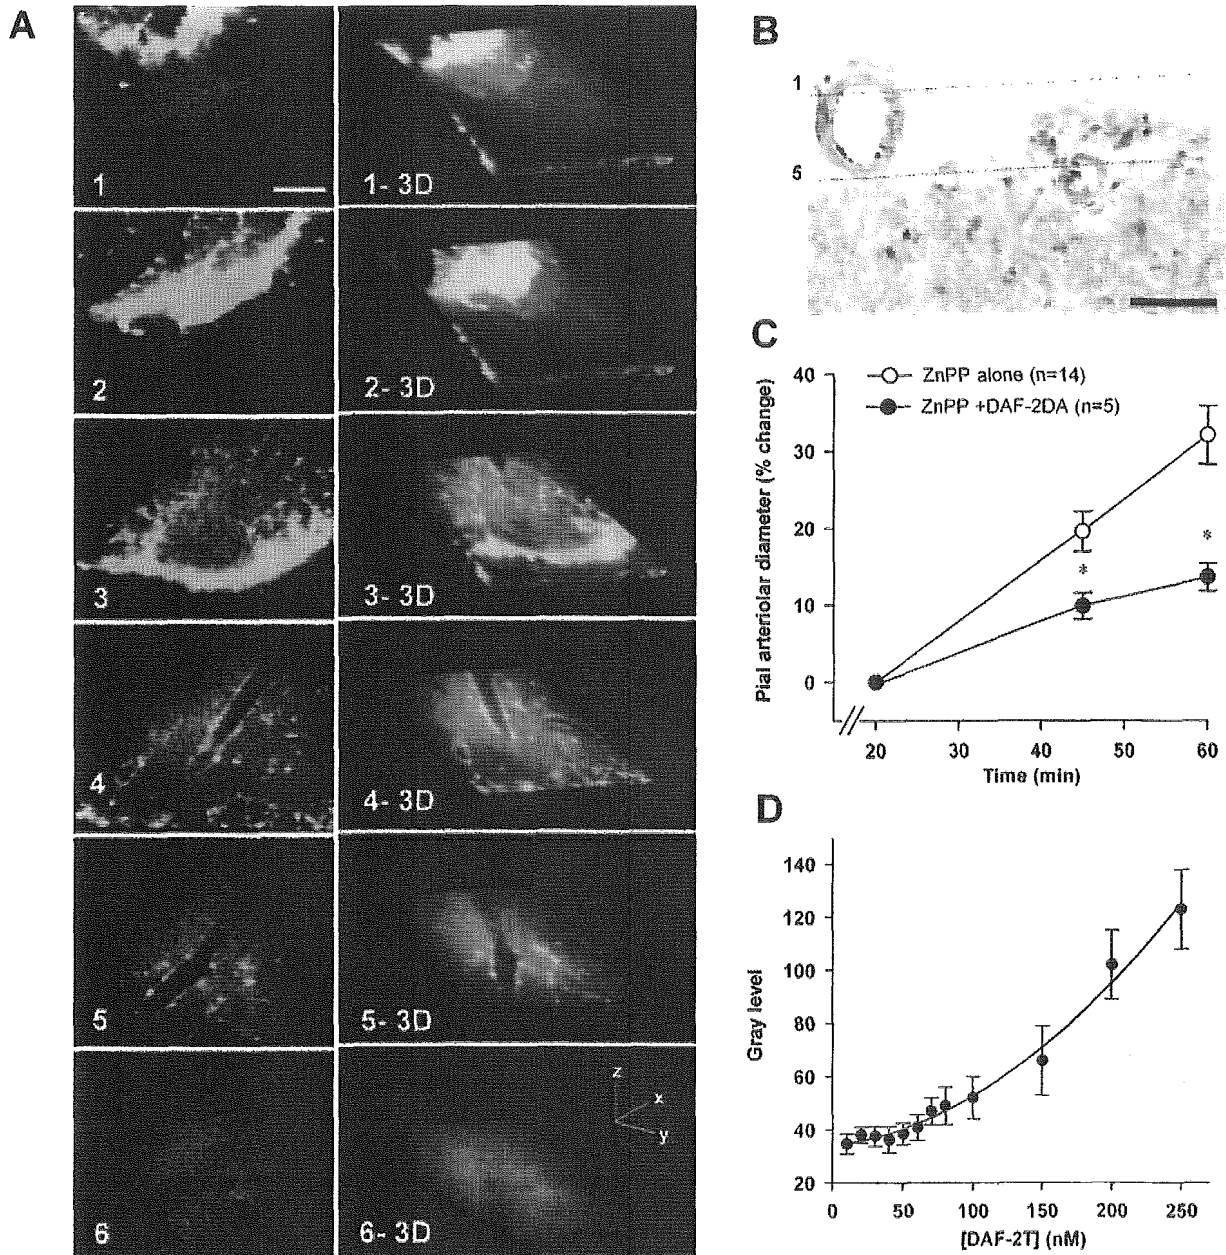 A
1
1- 3D
2
2- 3D
3
3- 3D
4
4- 3D
5
5- 3D
6
6- 3D
z
x
y
B
1
6
C
ZnPP alone (n=14)
ZnPP +DAF-2DA (n=5)
Pial arteriolar diameter (% change)
40
30
20
10
0
*
*
20
30
40
50
60
Time (min)
D
Gray level
140
120
100
80
60
40
20
0
50
100
150
200
250
[DAF-2T] (nM)